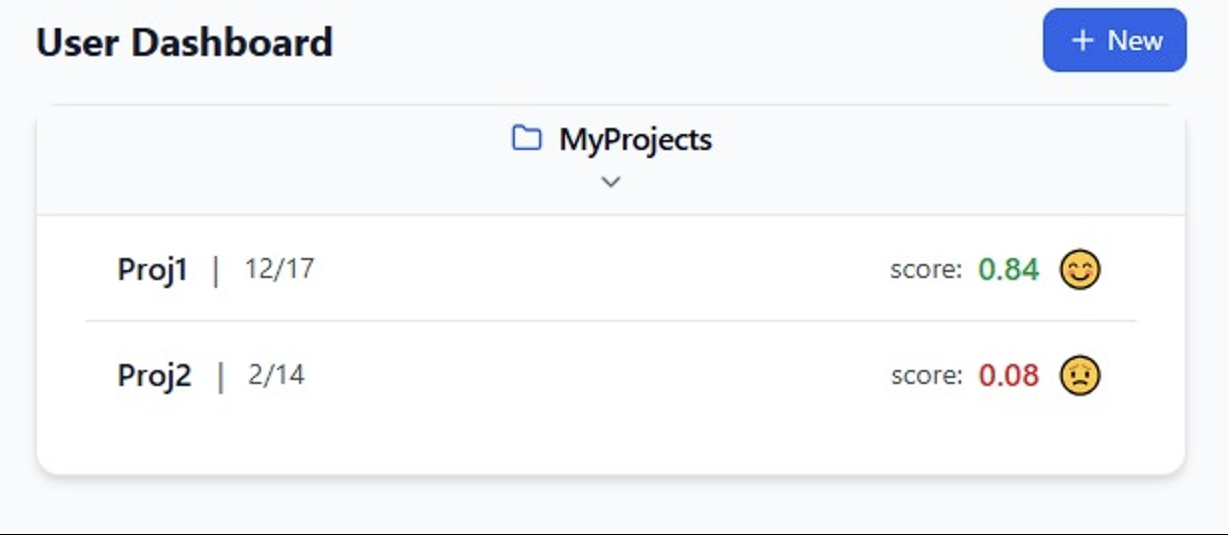 User Dashboard
+ New
MyProjects
Proj1 | 12/17 score: 0.84 😊
Proj2 | 2/14 score: 0.08 😟